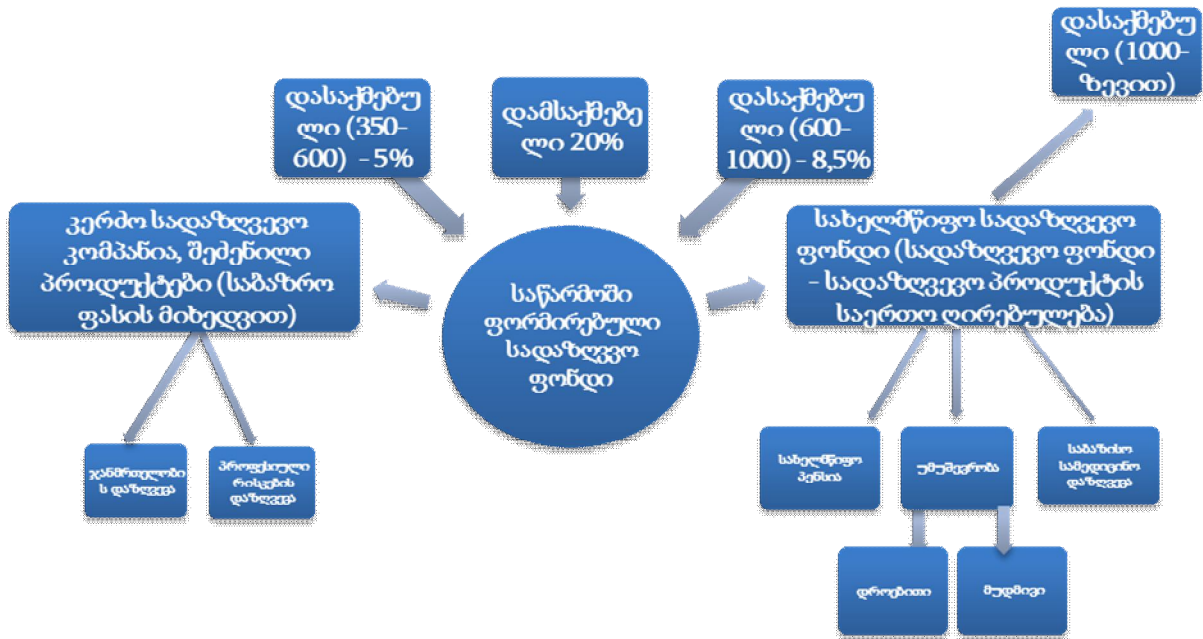 დასაქმებუ
ლი (1000-
ზევით)
დასაქმებუ
ლი (350-
600) - 5%
დამსაქმებე
ლი 20%
დასაქმებუ
ლი (600-
1000) - 8,5%
კერძო სადაზღვევო
კომპანია, შეძენილი
პროდუქტები (საბაზრო
ფასის მიხედვით)
საწარმოში
ფორმირებული
სადაზღვვო
ფონდი
სახელმწიფო სადაზღვევო
ფონდი (სადაზღვევო ფონდი
- სადაზღვევო პროდუქტის
საერთო ღირებულება)
ჯანმრთელობი
ს დაზღვევა
პროფესიული
რისკების
დაზღვევა
სახელმწიფო
პენსია
უმუშევრობა
საბაზისო
სამედიცინო
დაზღვევა
დროებითი
მუდმივი